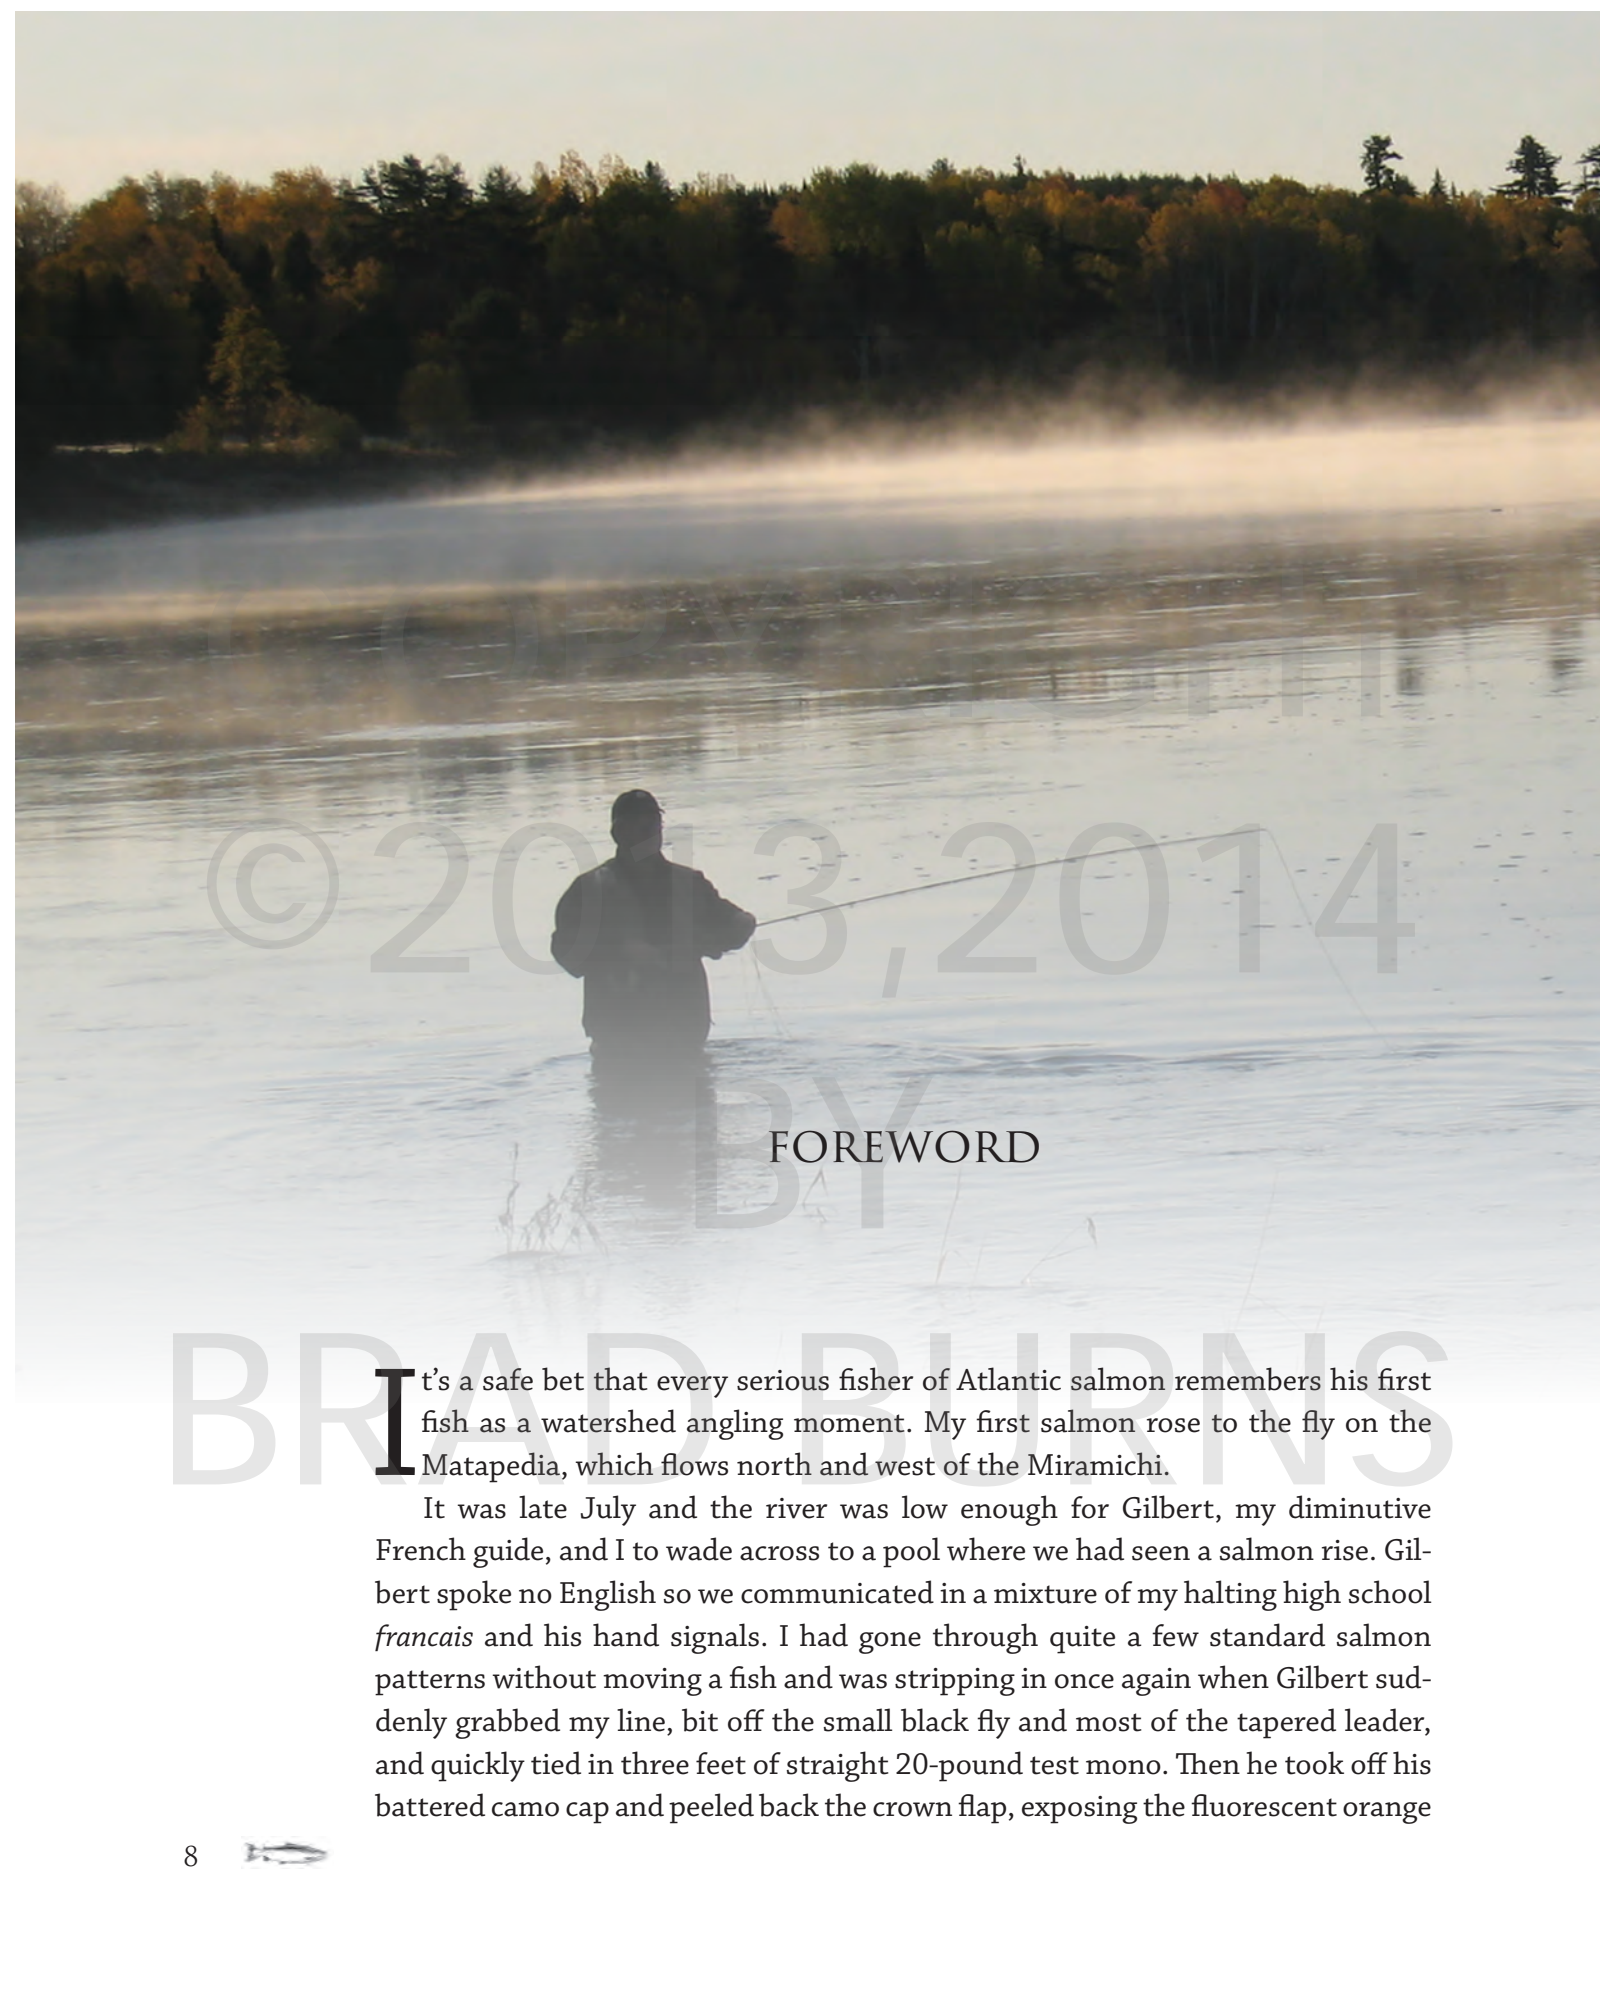 COPYRIGHT
©2013,2014
BY
FOREWORD
BRAD BURNS
It’s a safe bet that every serious fisher of Atlantic salmon remembers his first
fish as a watershed angling moment. My first salmon rose to the fly on the
Matapedia, which flows north and west of the Miramichi.
It was late July and the river was low enough for Gilbert, my diminutive
French guide, and I to wade across to a pool where we had seen a salmon rise. Gil-
bert spoke no English so we communicated in a mixture of my halting high school
francais and his hand signals. I had gone through quite a few standard salmon
patterns without moving a fish and was stripping in once again when Gilbert sud-
denly grabbed my line, bit off the small black fly and most of the tapered leader,
and quickly tied in three feet of straight 20-pound test mono. Then he took off his
battered camo cap and peeled back the crown flap, exposing the fluorescent orange
8